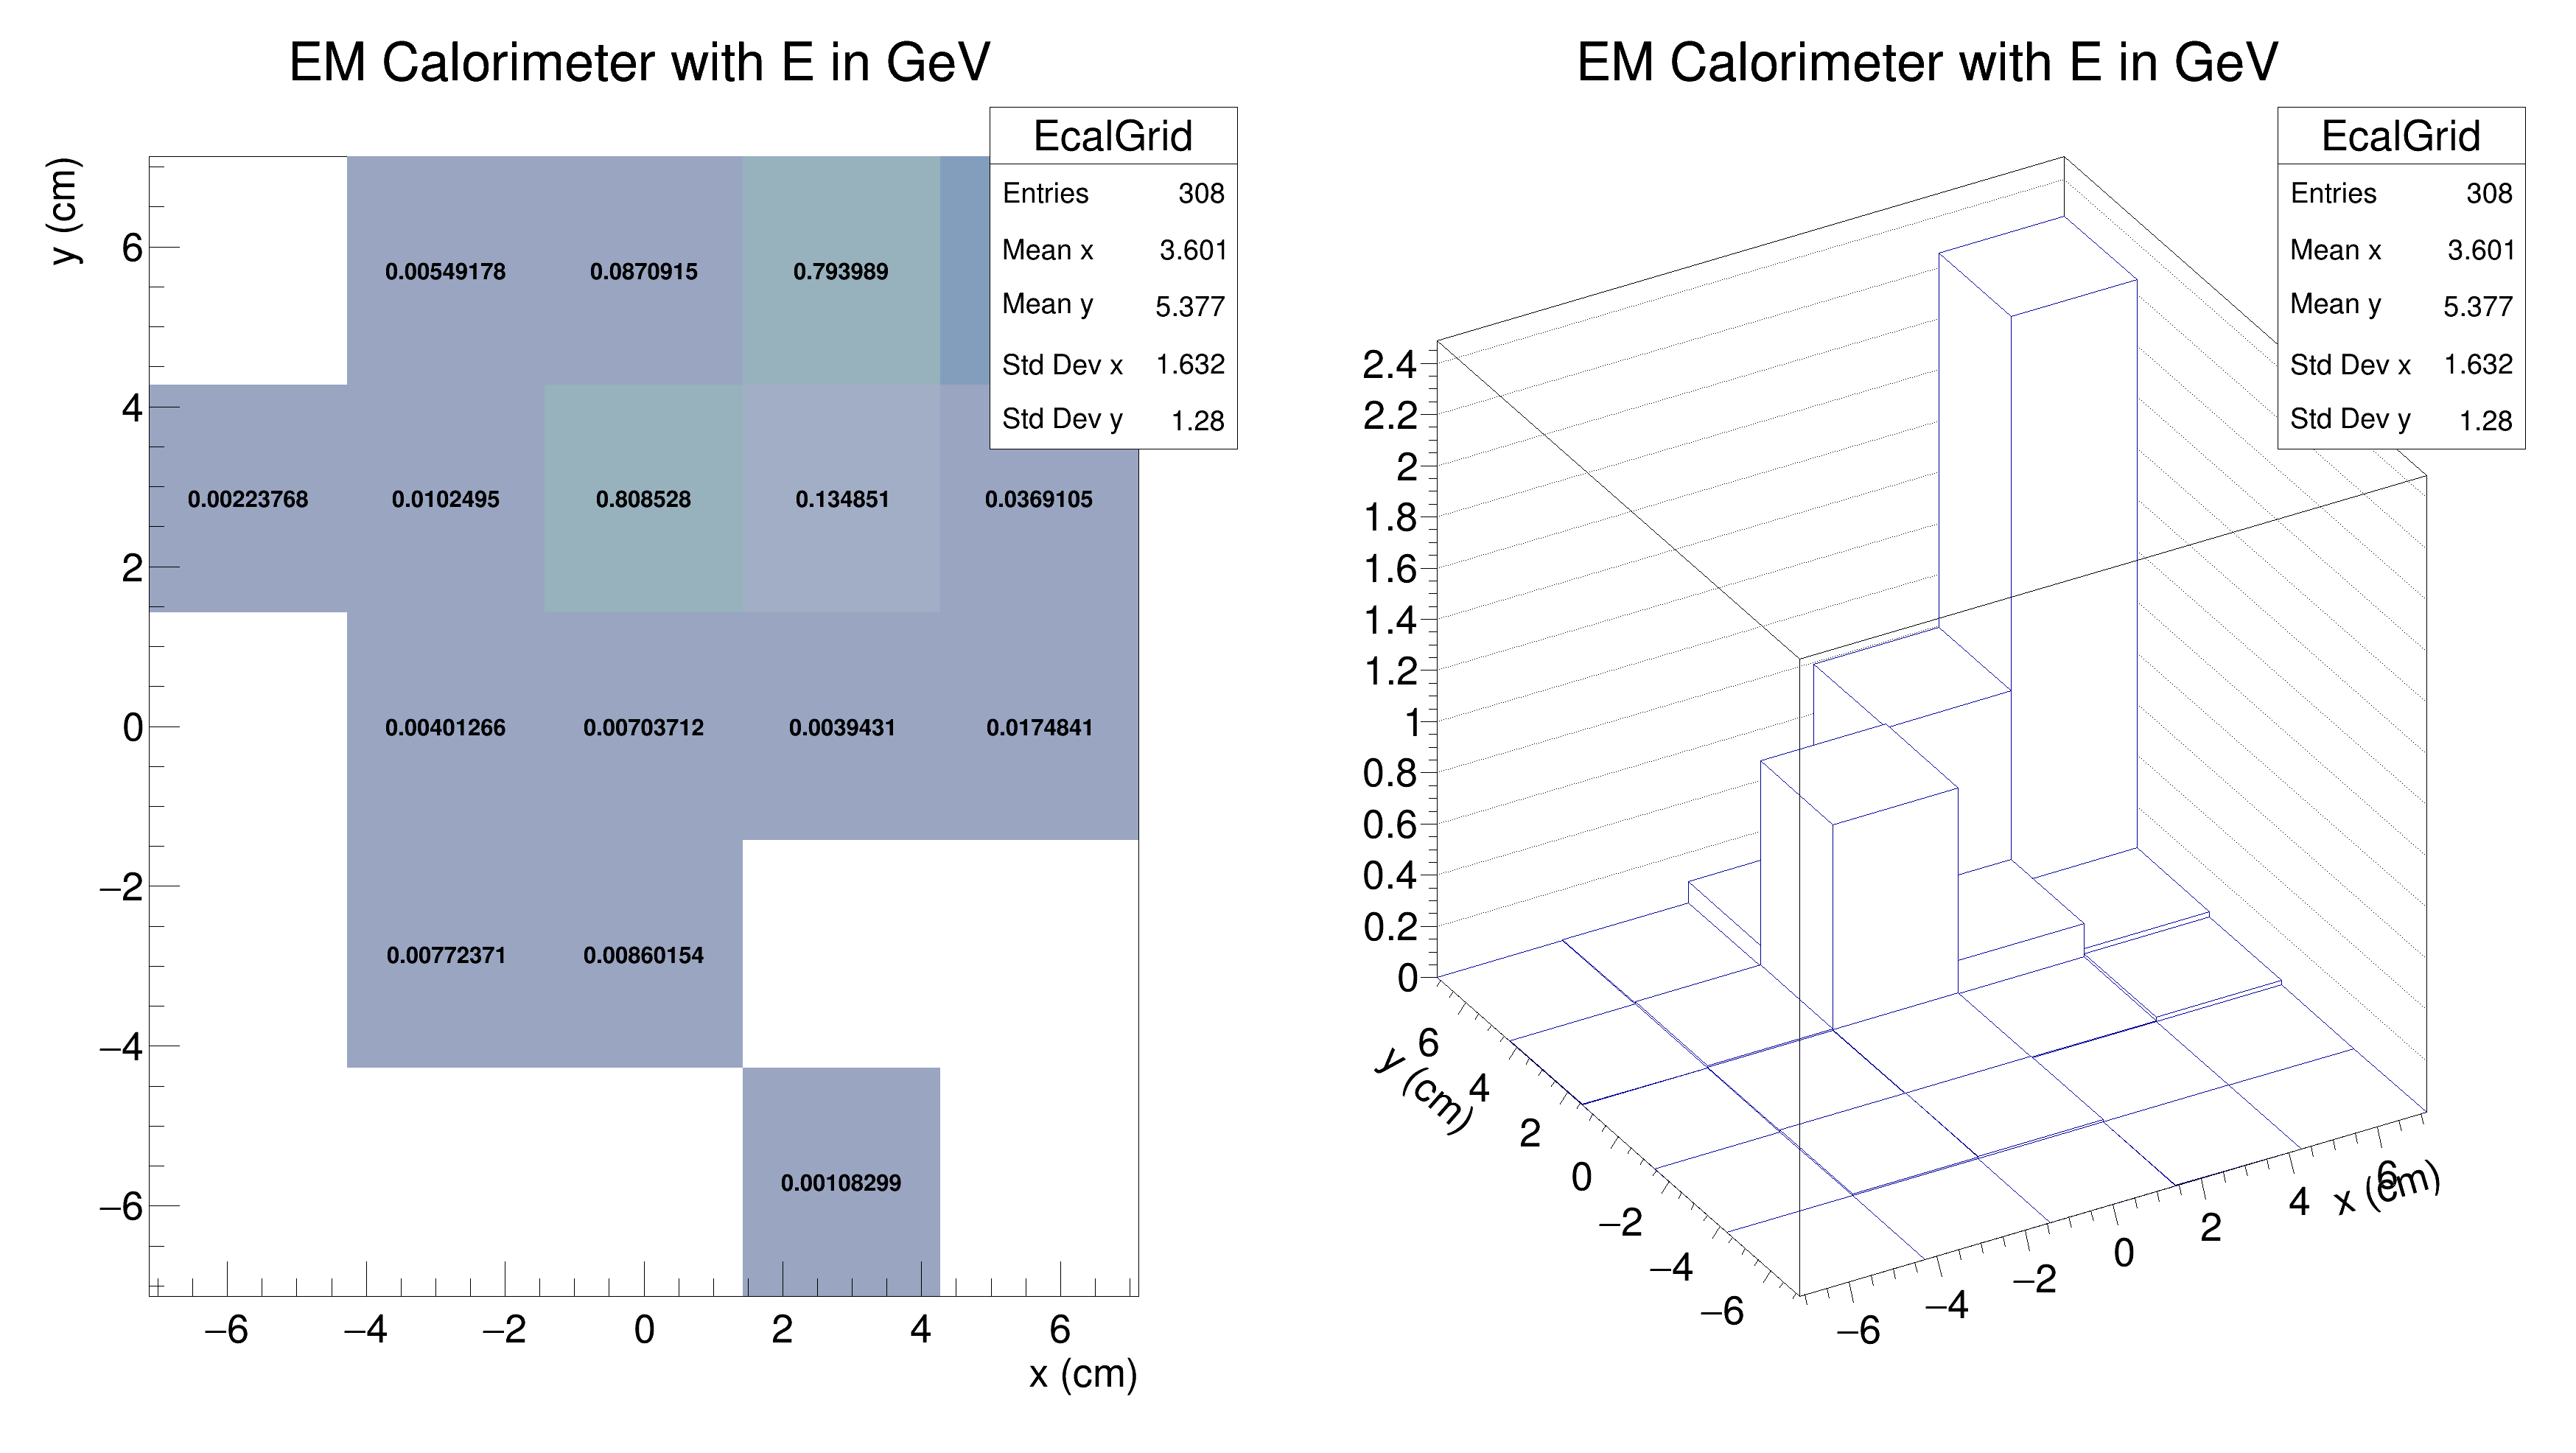 EM Calorimeter with E in GeV
EcalGrid
Entries 308
Mean x 3.601
Mean y 5.377
Std Dev x 1.632
Std Dev y 1.28
y (cm)
6
4
2
0
−2
−4
−6
0.00549178 0.0870915 0.793989
0.00223768 0.0102495 0.808528 0.134851 0.0369105
0.00401266 0.00703712 0.0039431 0.0174841
0.00772371 0.00860154
0.00108299
−6 −4 −2 0 2 4 6
x (cm)
EM Calorimeter with E in GeV
EcalGrid
Entries 308
Mean x 3.601
Mean y 5.377
Std Dev x 1.632
Std Dev y 1.28
2.4
2.2
2
1.8
1.6
1.4
1.2
1
0.8
0.6
0.4
0.2
0
y (cm)
6
4
2
0
−2
−4
−6
−6 −4 −2 0 2 4 6
x (cm)